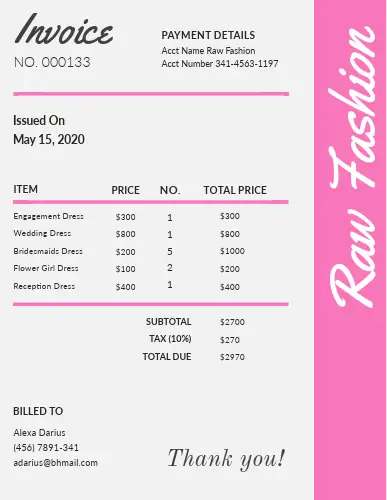 Invoice
NO. 000133
PAYMENT DETAILS
Acct Name Raw Fashion
Acct Number 341-4563-1197
Issued On
May 15, 2020
ITEM PRICE NO. TOTAL PRICE
Engagement Dress $300 1 $300
Wedding Dress $800 1 $800
Bridesmaids Dress $200 5 $1000
Flower Girl Dress $100 2 $200
Reception Dress $400 1 $400
SUBTOTAL $2700
TAX (10%) $270
TOTAL DUE $2970
BILLED TO
Alexa Darius
(456) 7891-341
adarius@bhmail.com
Thank you!
Raw Fashion